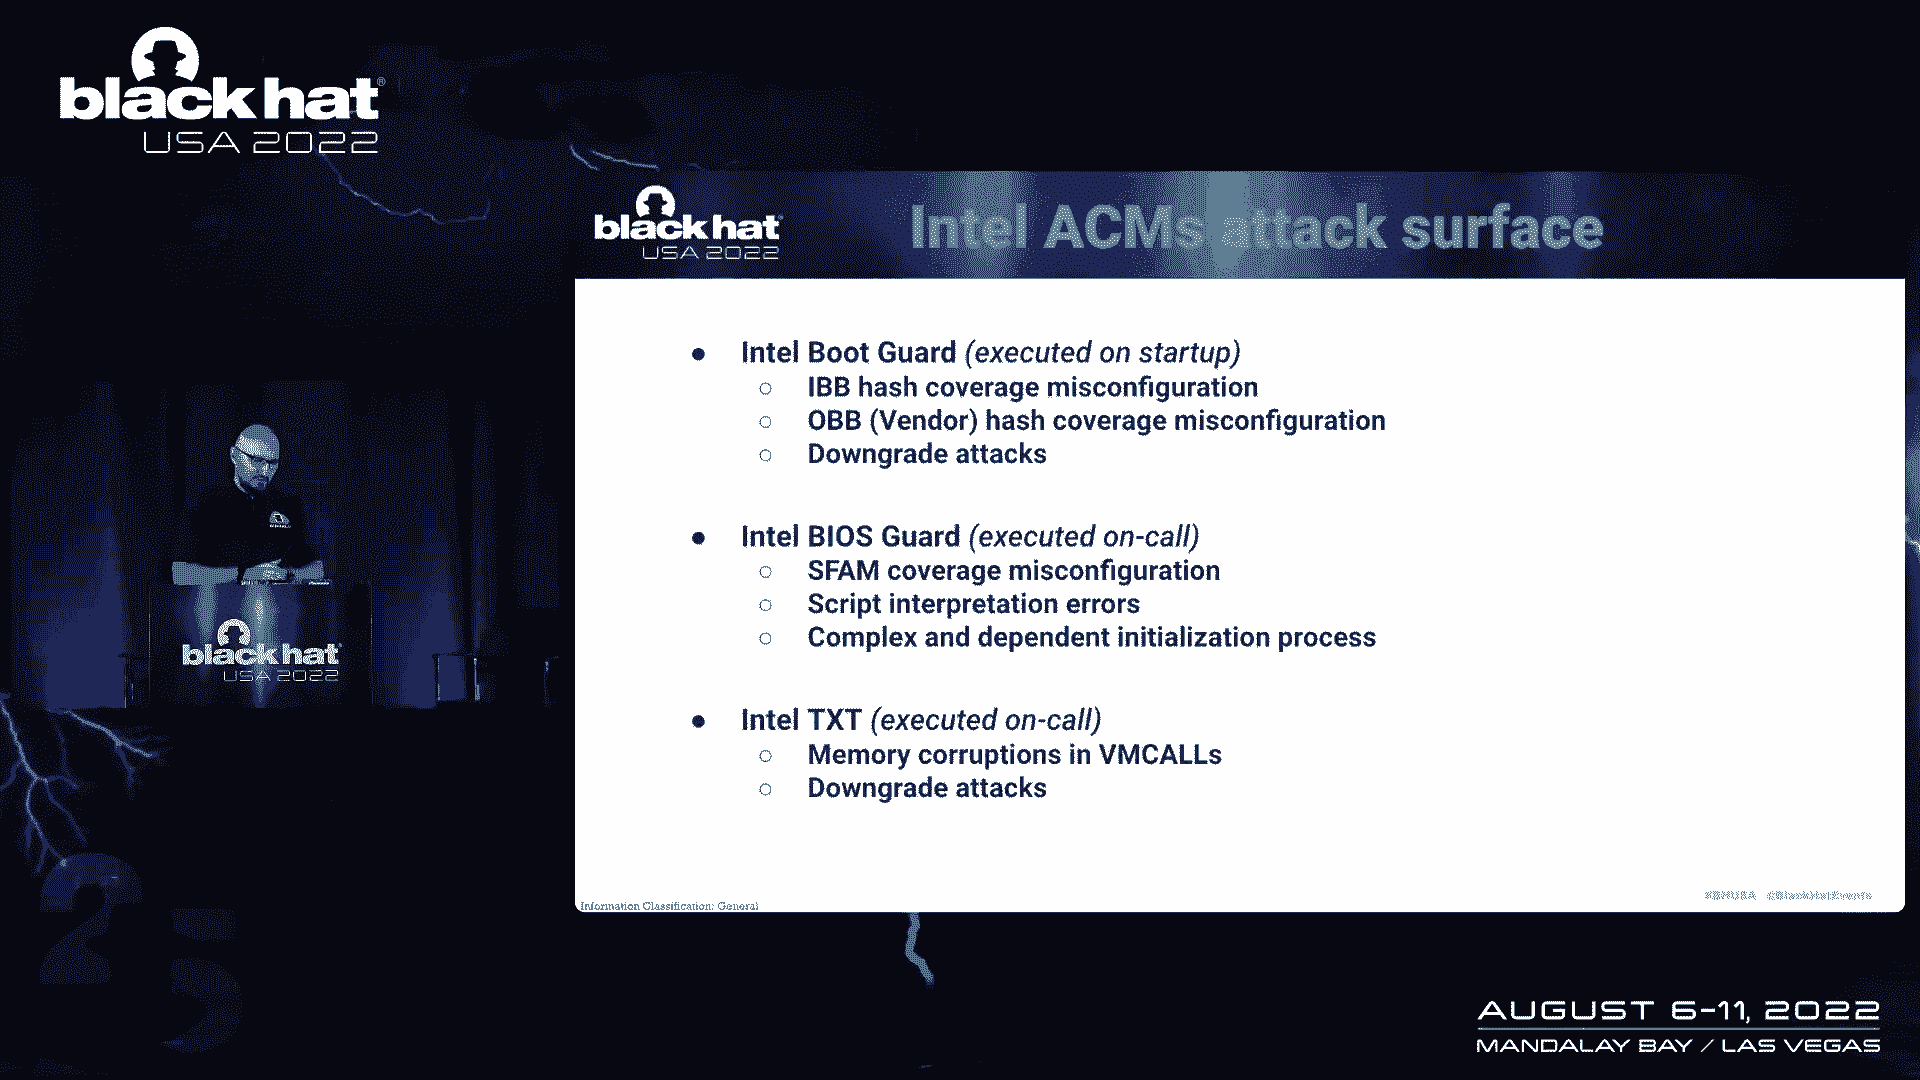 black hat®
USA 2022
black hat®
USA 2022
Intel ACMs attack surface
● Intel Boot Guard (executed on startup)
○ IBB hash coverage misconfiguration
○ OBB (Vendor) hash coverage misconfiguration
○ Downgrade attacks
● Intel BIOS Guard (executed on-call)
○ SFAM coverage misconfiguration
○ Script interpretation errors
○ Complex and dependent initialization process
● Intel TXT (executed on-call)
○ Memory corruptions in VMCALLs
○ Downgrade attacks
Information Classification: General
#BHUSA @BlackHatEvents
black hat
USA 2022
25
AUGUST 6-11, 2022
MANDALAY BAY / LAS VEGAS